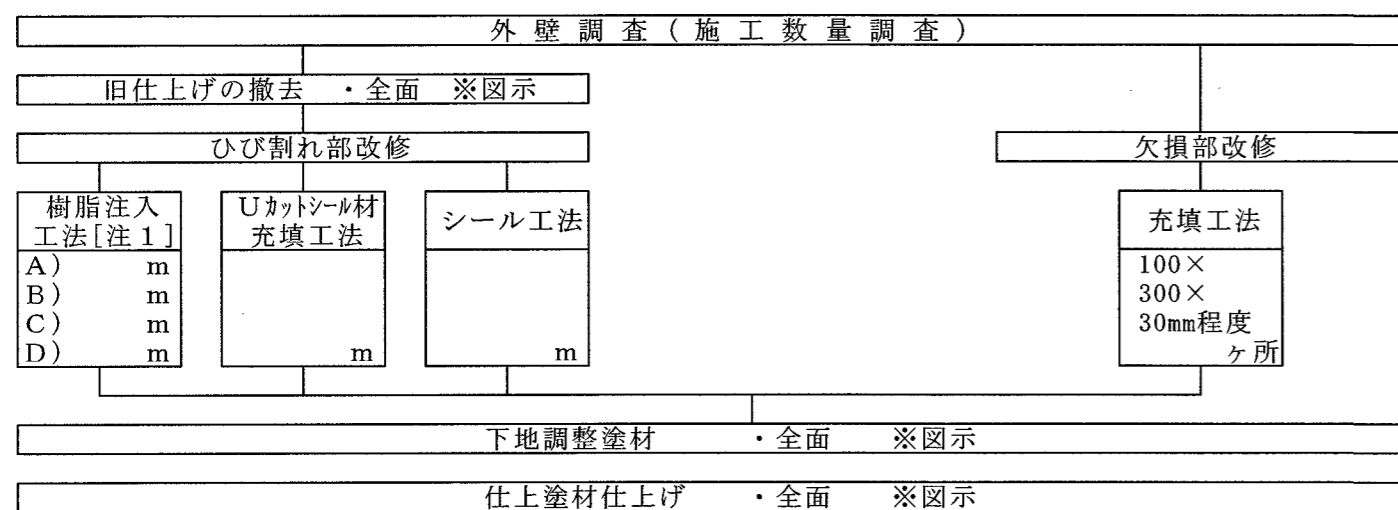 外壁調査(施工数量調査)
旧仕上げの撤去 ・全面 ※図示
ひび割れ部改修
欠損部改修
樹脂注入
工法[注1]
A) m
B) m
C) m
D) m
Uカットシール材
充填工法
m
シール工法
m
充填工法
100×
300×
30mm程度
ヶ所
下地調整塗材 ・全面 ※図示
仕上塗材仕上げ ・全面 ※図示